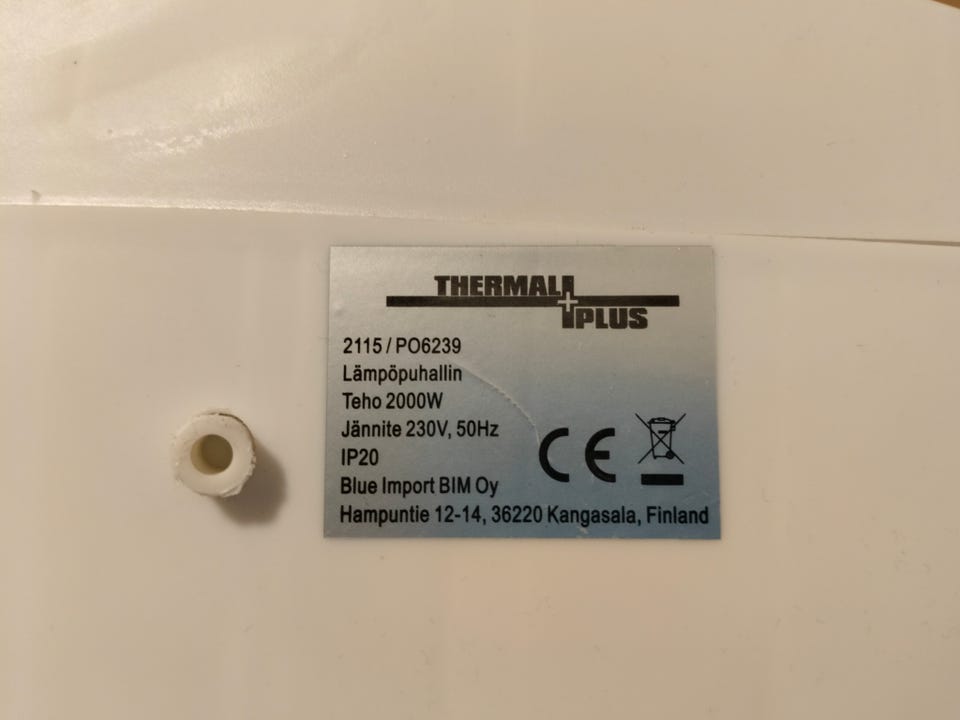 THERMAL
PLUS
2115 / PO6239
Lämpöpuhallin
Teho 2000W
Jännite 230V, 50Hz
IP20
CE
Blue Import BIM Oy
Hampuntie 12-14, 36220 Kangasala, Finland